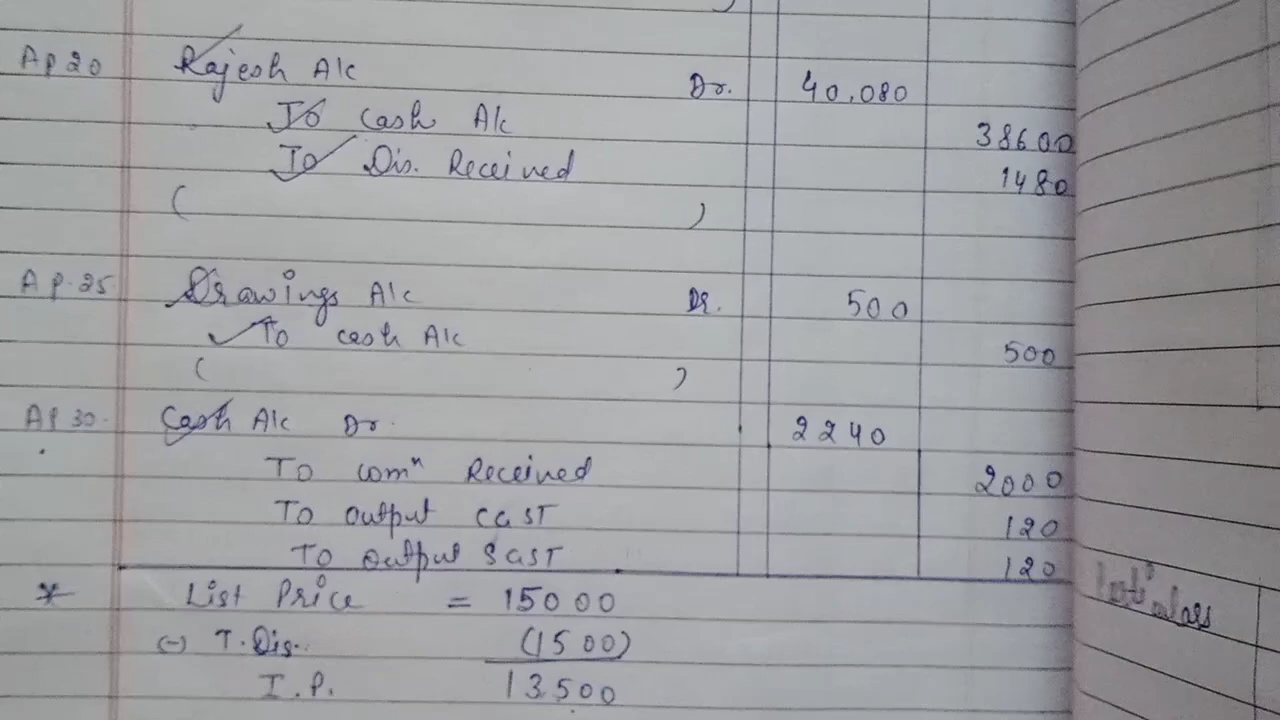 Ap 20 Rajesh A/c Dr. 40,080
To cash A/c 38600
To Dis. Received 1480
( )
Ap. 25 Drawings A/c Dr. 500
To cash A/c 500
( )
Ap 30. Cash A/c Dr. 2240
To comⁿ Received 2000
To output CGST 120
To output SGST 120
* List Price = 15000
(-) T. Dis. (1500)
I.P. 13500